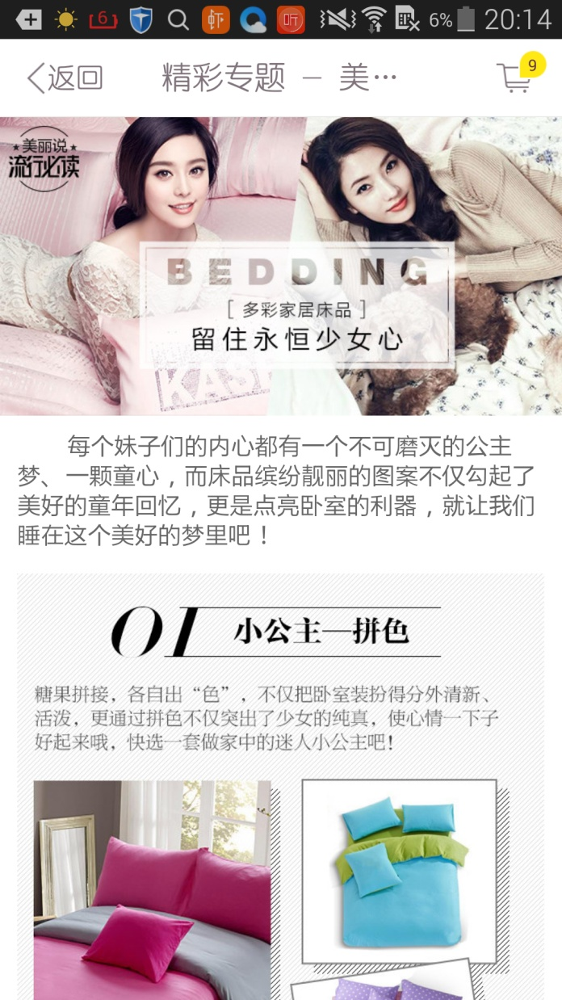 6
6%
20:14
返回
精彩专题 — 美…
9
美丽说
流行必读
BEDDING
[ 多彩家居床品 ]
留住永恒少女心
每个妹子们的内心都有一个不可磨灭的公主
梦、一颗童心，而床品缤纷靓丽的图案不仅勾起了
美好的童年回忆，更是点亮卧室的利器，就让我们
睡在这个美好的梦里吧！
01 小公主—拼色
糖果拼接，各自出“色”，不仅把卧室装扮得分外清新、
活泼，更通过拼色不仅突出了少女的纯真，使心情一下子
好起来哦，快选一套做家中的迷人小公主吧！